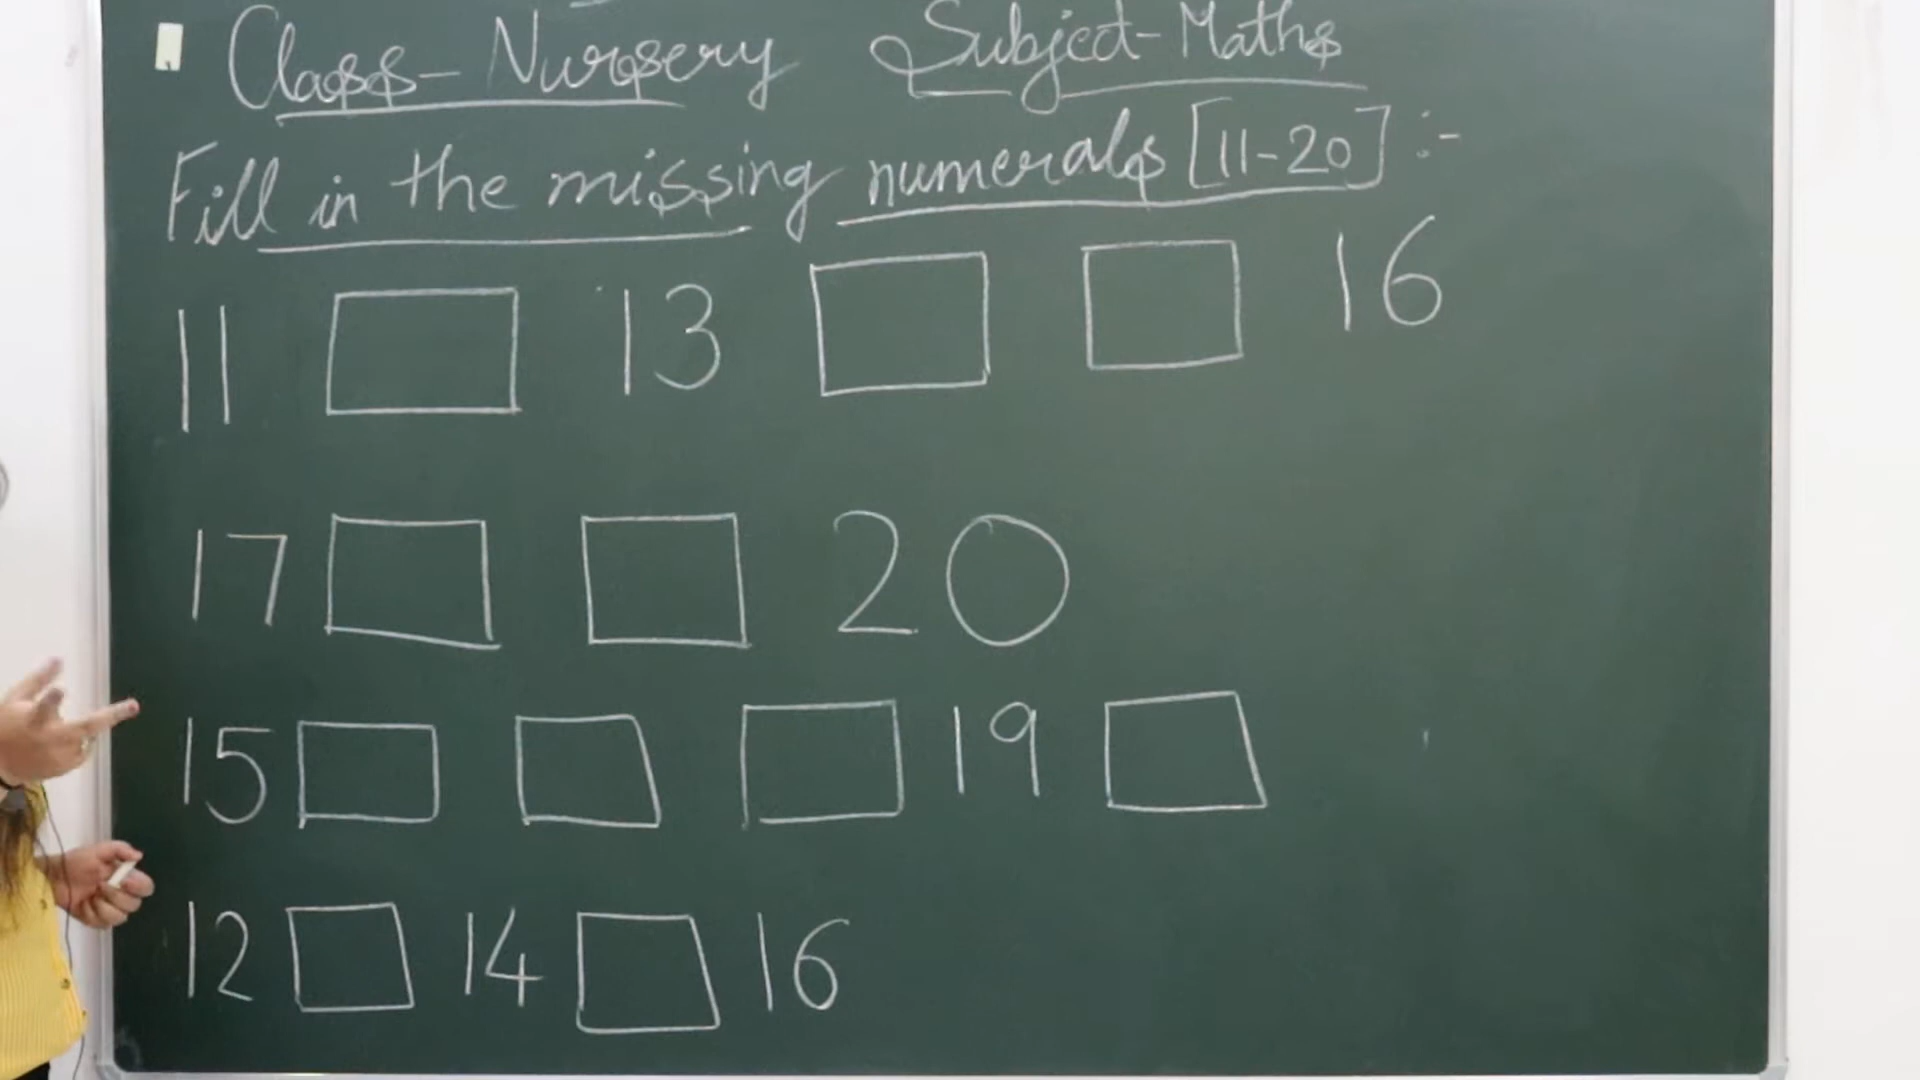 Class- Nursery Subject- Maths
Fill in the missing numerals [11-20] :-
11 13 16
17 20
15 19
12 14 16